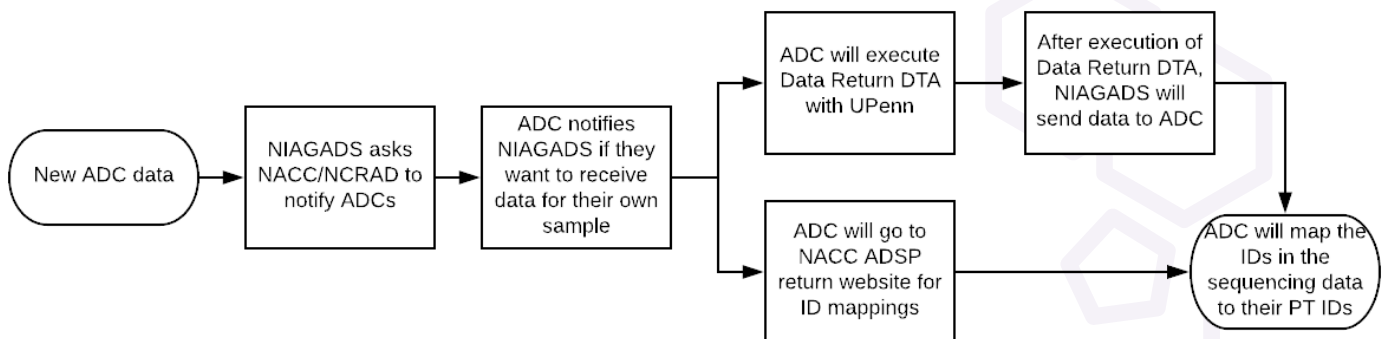 New ADC data
NIAGADS asks
NACC/NCRAD to
notify ADCs
ADC notifies
NIAGADS if they
want to receive
data for their own
sample
ADC will execute
Data Return DTA
with UPenn
After execution of
Data Return DTA,
NIAGADS will
send data to ADC
ADC will go to
NACC ADSP
return website for
ID mappings
ADC will map the
IDs in the
sequencing data
to their PT IDs